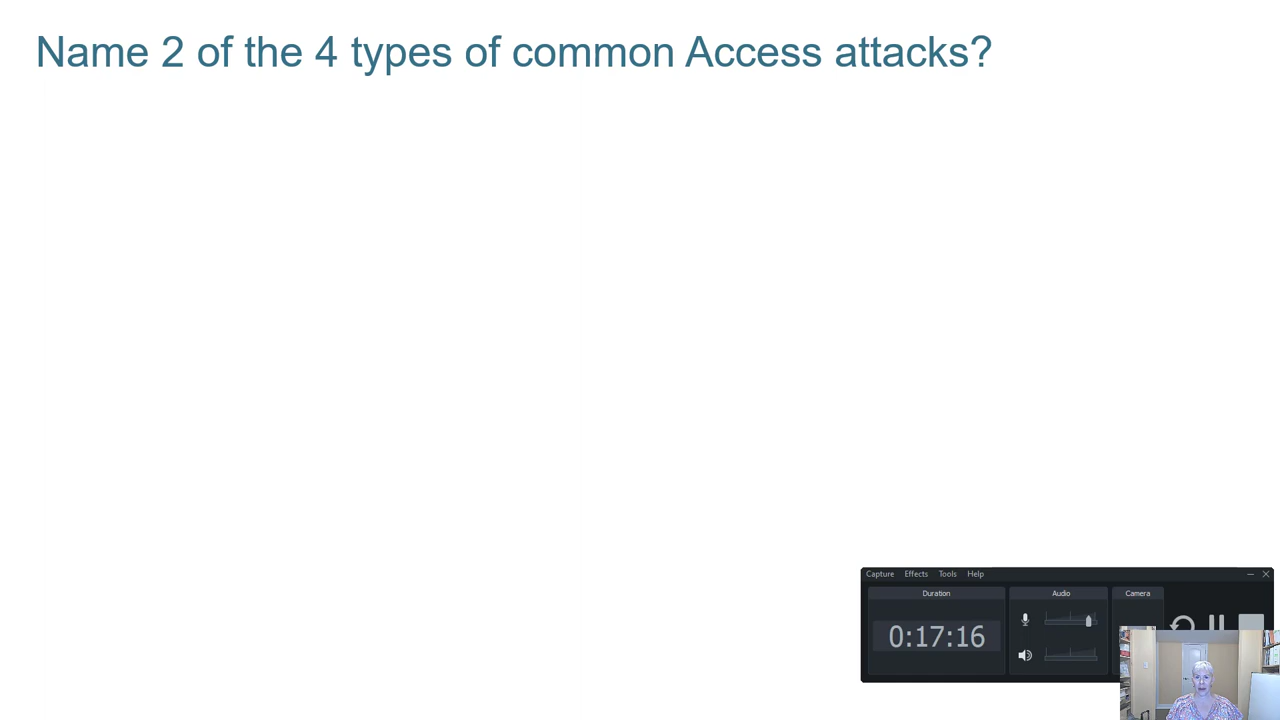 Name 2 of the 4 types of common Access attacks?
Capture Effects Tools Help
Duration Audio Camera
0:17:16